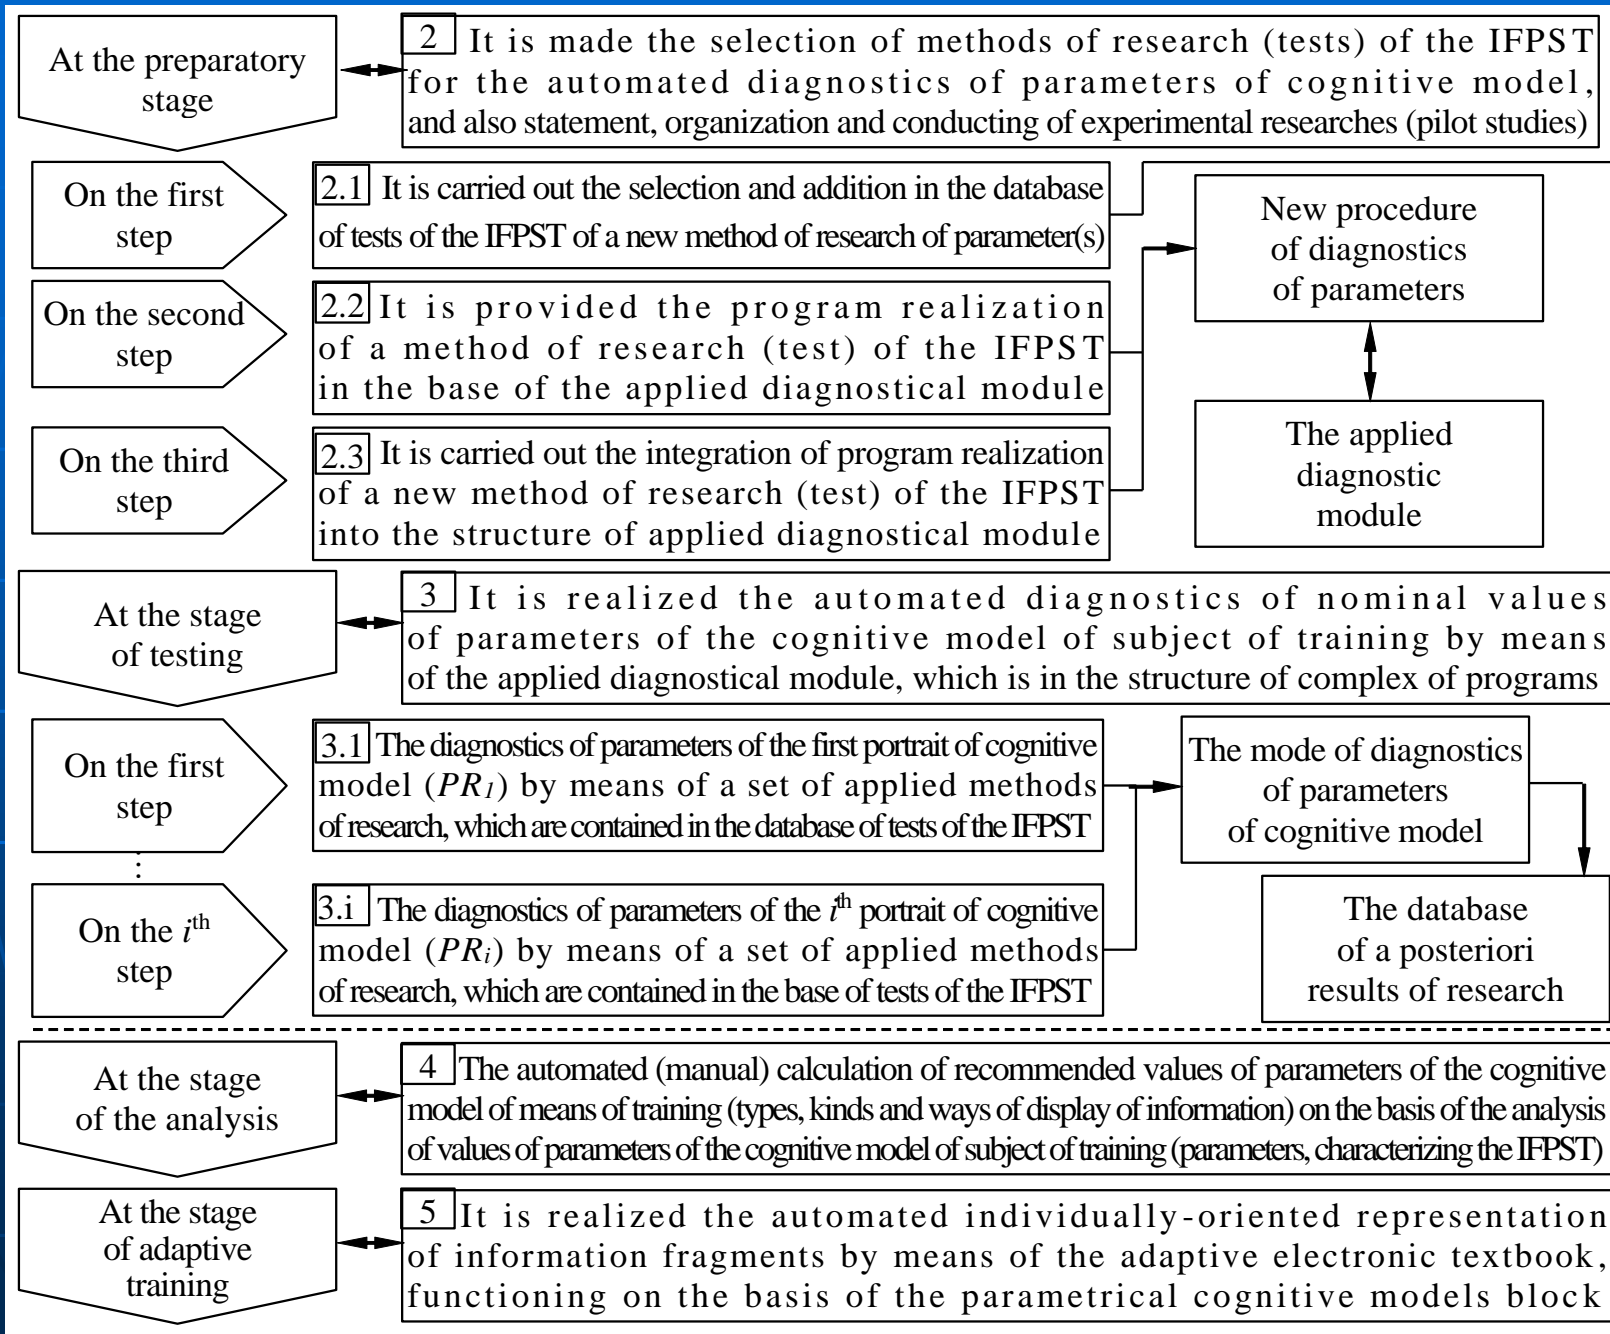 At the preparatory
stage
2 It is made the selection of methods of research (tests) of the IFPST
for the automated diagnostics of parameters of cognitive model,
and also statement, organization and conducting of experimental researches (pilot studies)
On the first
step
2.1 It is carried out the selection and addition in the database
of tests of the IFPST of a new method of research of parameter(s)
New procedure
of diagnostics
of parameters
On the second
step
2.2 It is provided the program realization
of a method of research (test) of the IFPST
in the base of the applied diagnostical module
On the third
step
2.3 It is carried out the integration of program realization
of a new method of research (test) of the IFPST
into the structure of applied diagnostical module
The applied
diagnostic
module
At the stage
of testing
3 It is realized the automated diagnostics of nominal values
of parameters of the cognitive model of subject of training by means
of the applied diagnostical module, which is in the structure of complex of programs
On the first
step
3.1 The diagnostics of parameters of the first portrait of cognitive
model (PR1) by means of a set of applied methods
of research, which are contained in the database of tests of the IFPST
The mode of diagnostics
of parameters
of cognitive model
⋮
On the ith
step
3.i The diagnostics of parameters of the ith portrait of cognitive
model (PRi) by means of a set of applied methods
of research, which are contained in the base of tests of the IFPST
The database
of a posteriori
results of research
At the stage
of the analysis
4 The automated (manual) calculation of recommended values of parameters of the cognitive
model of means of training (types, kinds and ways of display of information) on the basis of the analysis
of values of parameters of the cognitive model of subject of training (parameters, characterizing the IFPST)
At the stage
of adaptive
training
5 It is realized the automated individually-oriented representation
of information fragments by means of the adaptive electronic textbook,
functioning on the basis of the parametrical cognitive models block